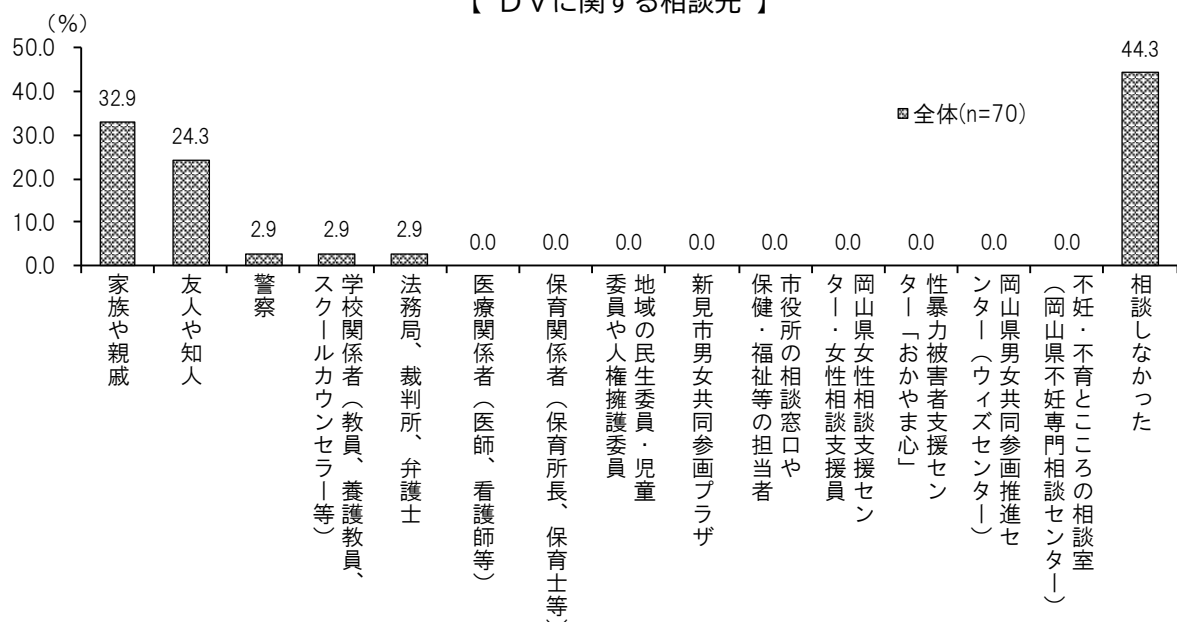 【 ＤＶに関する相談先 】
(%)
50.0
40.0
30.0
20.0
10.0
0.0
32.9
24.3
2.9
2.9
2.9
0.0
0.0
0.0
0.0
0.0
0.0
0.0
0.0
0.0
44.3
全体(n=70)
家族や親戚
友人や知人
警察
学校関係者（教員、養護教員、
スクールカウンセラー等）
法務局、裁判所、弁護士
医療関係者（医師、看護師等）
保育関係者（保育所長、保育士等）
地域の民生委員・児童
委員や人権擁護委員
新見市男女共同参画プラザ
市役所の相談窓口や
保健・福祉等の担当者
岡山県女性相談支援セン
ター・女性相談支援員
性暴力被害者支援セン
ター「おかやま心」
岡山県男女共同参画推進セ
ンター（ウィズセンター）
不妊・不育とこころの相談室
（岡山県不妊専門相談センター）
相談しなかった